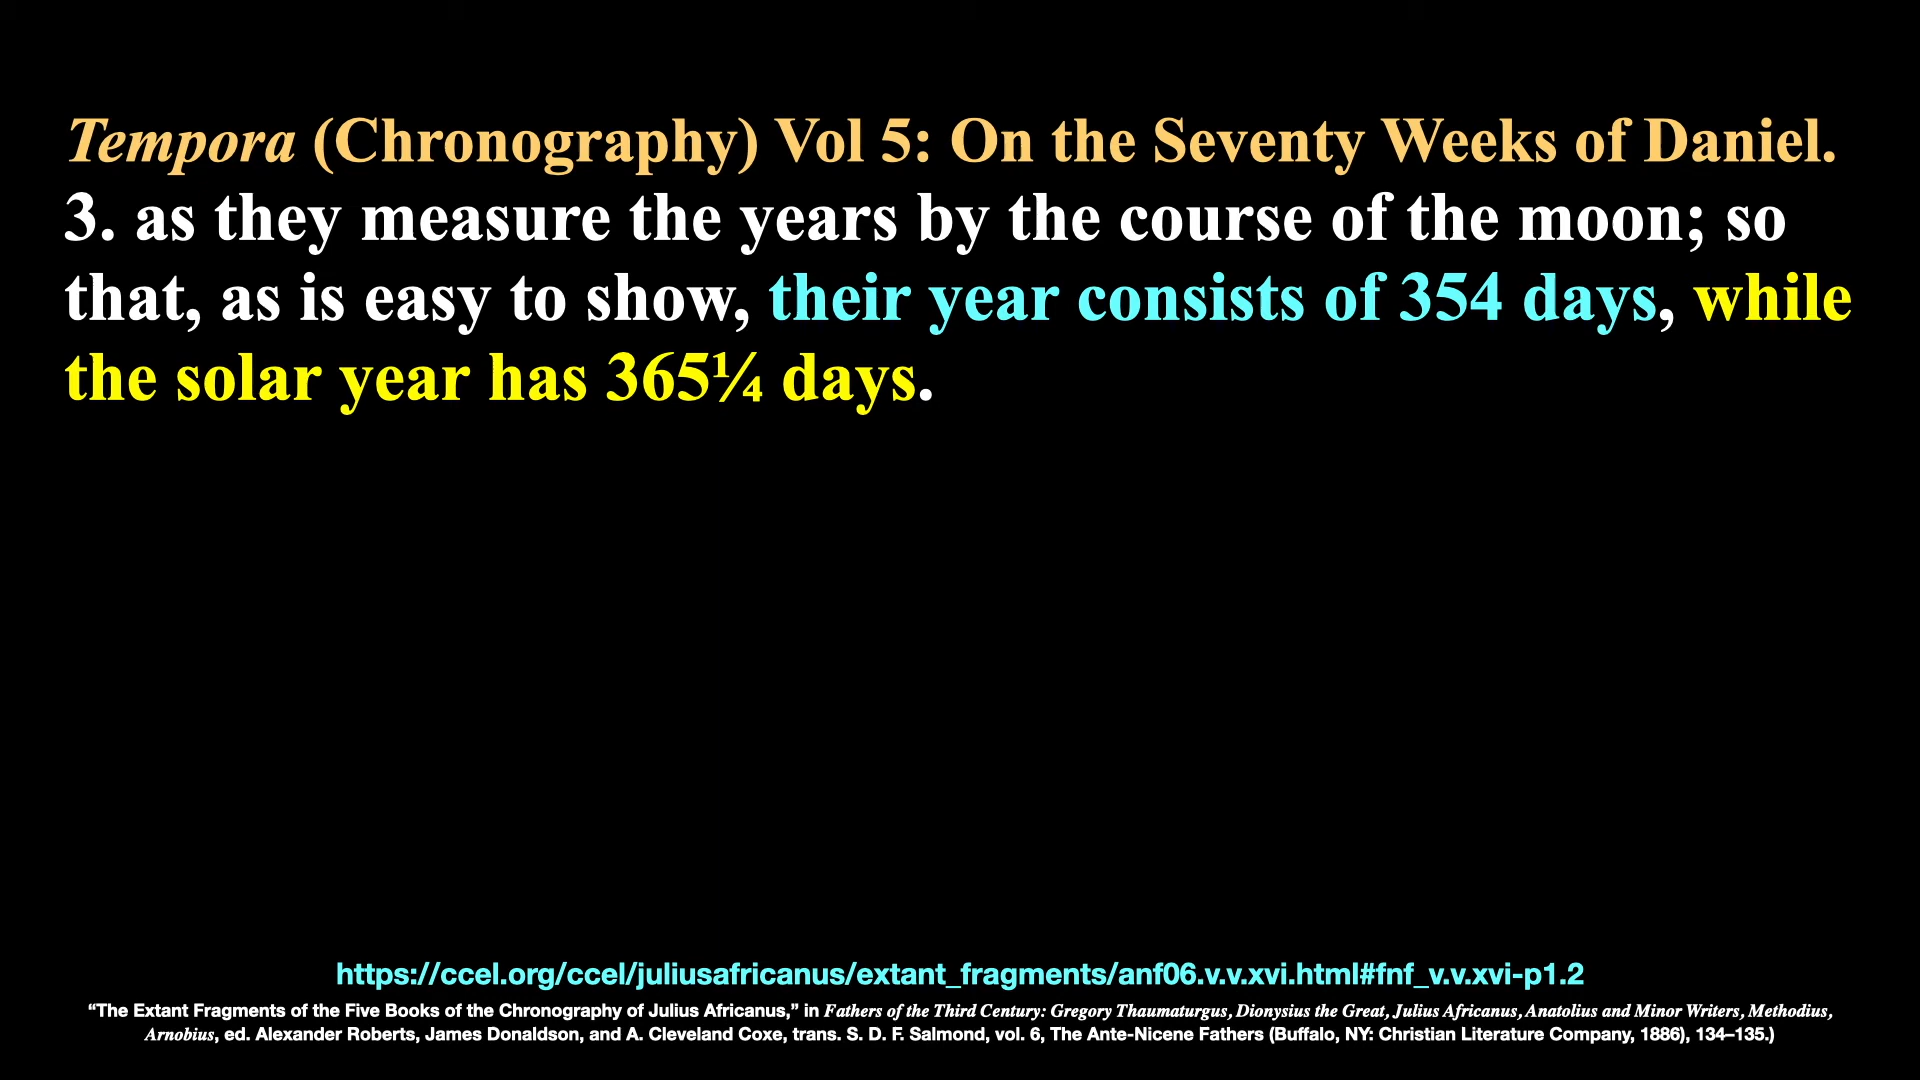 Tempora (Chronography) Vol 5: On the Seventy Weeks of Daniel.
3. as they measure the years by the course of the moon; so
that, as is easy to show, their year consists of 354 days, while
the solar year has 365¼ days.
https://ccel.org/ccel/juliusafricanus/extant_fragments/anf06.v.v.xvi.html#fnf_v.v.xvi-p1.2
“The Extant Fragments of the Five Books of the Chronography of Julius Africanus,” in Fathers of the Third Century: Gregory Thaumaturgus, Dionysius the Great, Julius Africanus, Anatolius and Minor Writers, Methodius,
Arnobius, ed. Alexander Roberts, James Donaldson, and A. Cleveland Coxe, trans. S. D. F. Salmond, vol. 6, The Ante-Nicene Fathers (Buffalo, NY: Christian Literature Company, 1886), 134–135.)